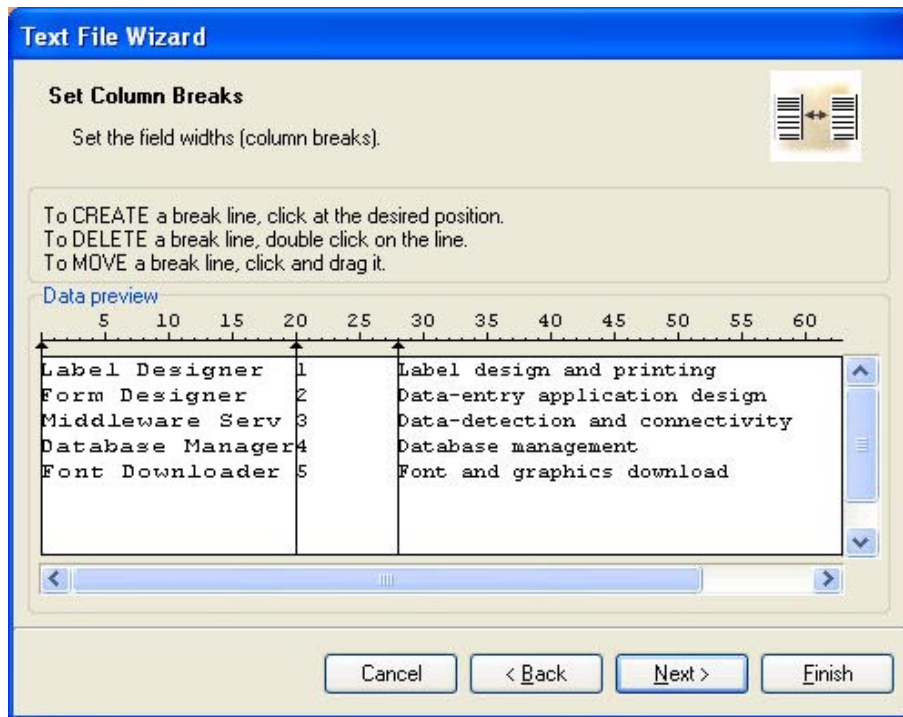 Text File Wizard
Set Column Breaks
Set the field widths (column breaks).
To CREATE a break line, click at the desired position.
To DELETE a break line, double click on the line.
To MOVE a break line, click and drag it.
Data preview
5 10 15 20 25 30 35 40 45 50 55 60
Label Designer 1 Label design and printing
Form Designer 2 Data-entry application design
Middleware Serv 3 Data-detection and connectivity
Database Manager 4 Database management
Font Downloader 5 Font and graphics download
Cancel < Back Next > Finish